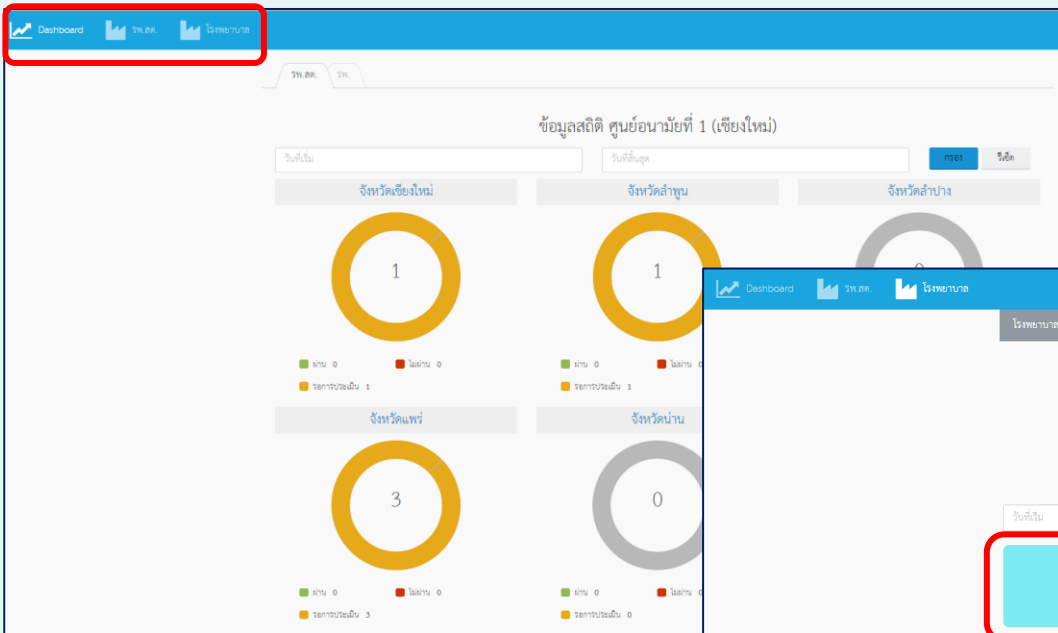 Dashboard รพ.สต. โรงพยาบาล
รพ.สต. รพ.
ข้อมูลสถิติ ศูนย์อนามัยที่ 1 (เชียงใหม่)
วันที่เริ่ม วันที่สิ้นสุด กรอง รีเซ็ต
จังหวัดเชียงใหม่ จังหวัดลำพูน จังหวัดลำปาง
1 1 0
ผ่าน 0 ไม่ผ่าน 0 ผ่าน 0 ไม่ผ่าน 0
รอการประเมิน 1 รอการประเมิน 1
จังหวัดแพร่ จังหวัดน่าน
3 0
ผ่าน 0 ไม่ผ่าน 0 ผ่าน 0 ไม่ผ่าน 0
รอการประเมิน 3 รอการประเมิน 0
Dashboard รพ.สต. โรงพยาบาล
โรงพยาบาล
วันที่เริ่ม